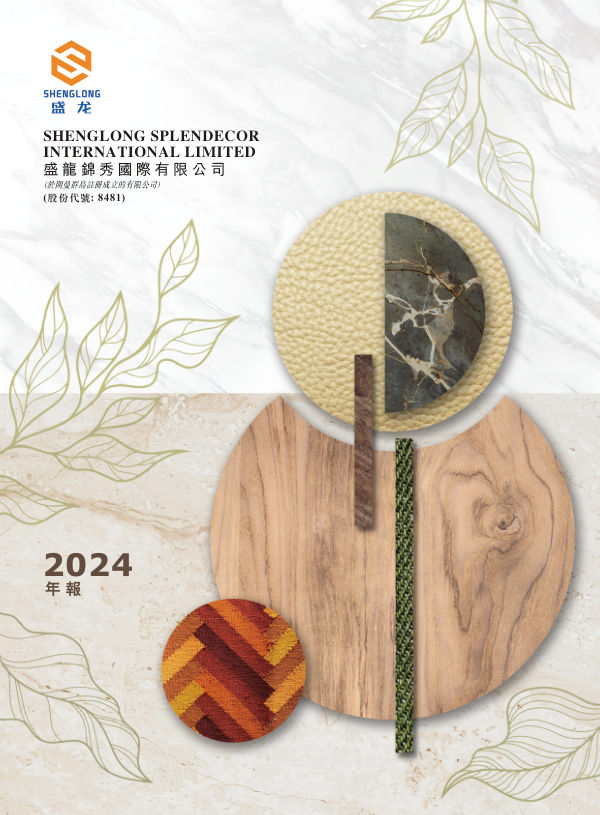 SHENGLONG
盛龙
SHENGLONG SPLENDECOR
INTERNATIONAL LIMITED
盛龍錦秀國際有限公司
(於開曼群島註冊成立的有限公司)
(股份代號: 8481)
2024
年報